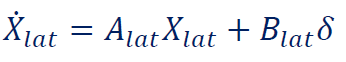 Ẋ_lat = A_lat X_lat + B_lat δ